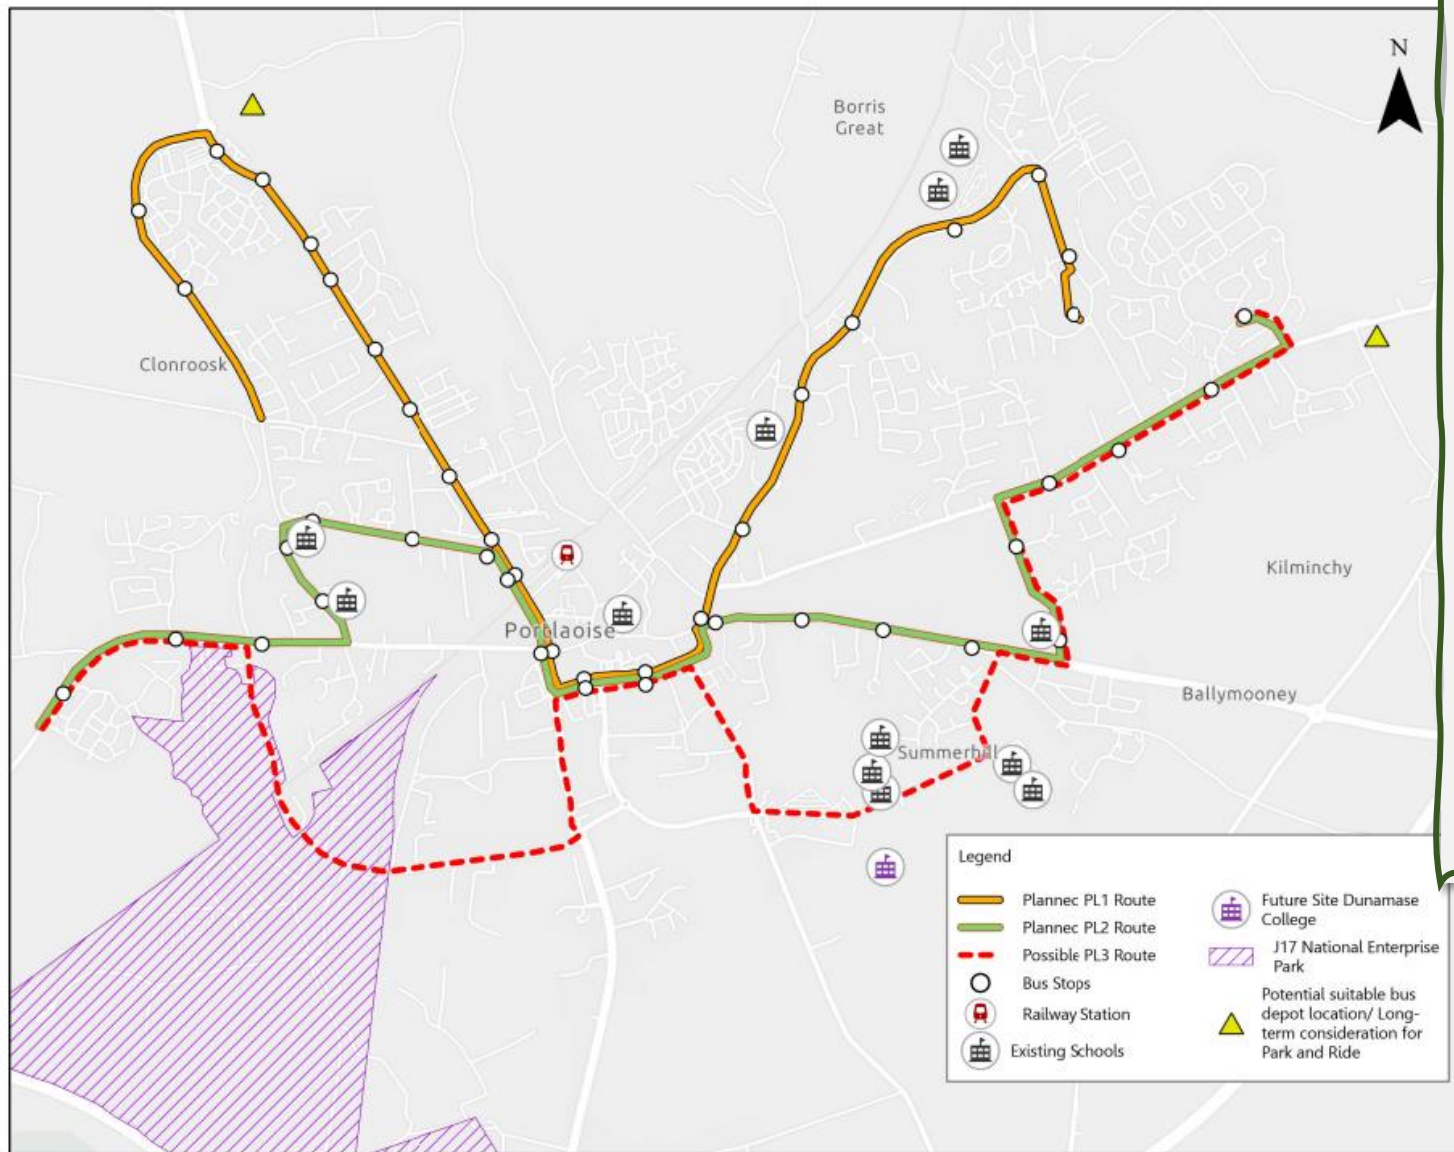 N
Borris
Great
Clonroosk
Kilminchy
Portlaoise
Ballymooney
Summerhill
Legend
Plannec PL1 Route
Plannec PL2 Route
Possible PL3 Route
Bus Stops
Railway Station
Existing Schools
Future Site Dunamase
College
J17 National Enterprise
Park
Potential suitable bus
depot location/ Long-
term consideration for
Park and Ride